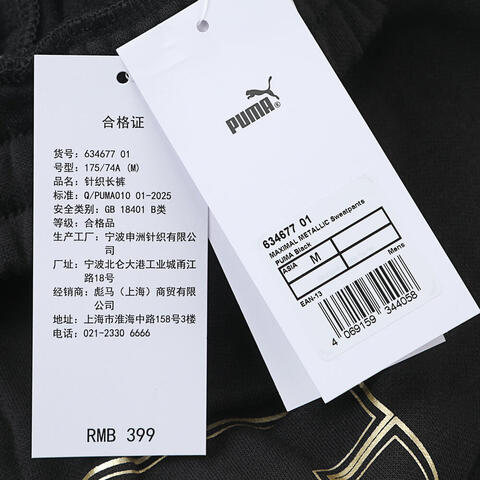 合格证
货号: 634677 01
型号: 175/74A (M)
品名: 针织长裤
标准: Q/PUMA010 01-2025
安全类别: GB 18401 B类
等级: 合格品
生产工厂: 宁波申洲针织有限公
司
厂址: 宁波北仑大港工业城甬江
路18号
经销商: 彪马（上海）商贸有限
公司
地址: 上海市淮海中路158号3楼
电话: 021-2330 6666
RMB 399
PUMA®
634677 01
MAXIMAL METALLIC Sweatpants
PUMA Black
ASIA M
Mens
EAN-13
4 069159 344058